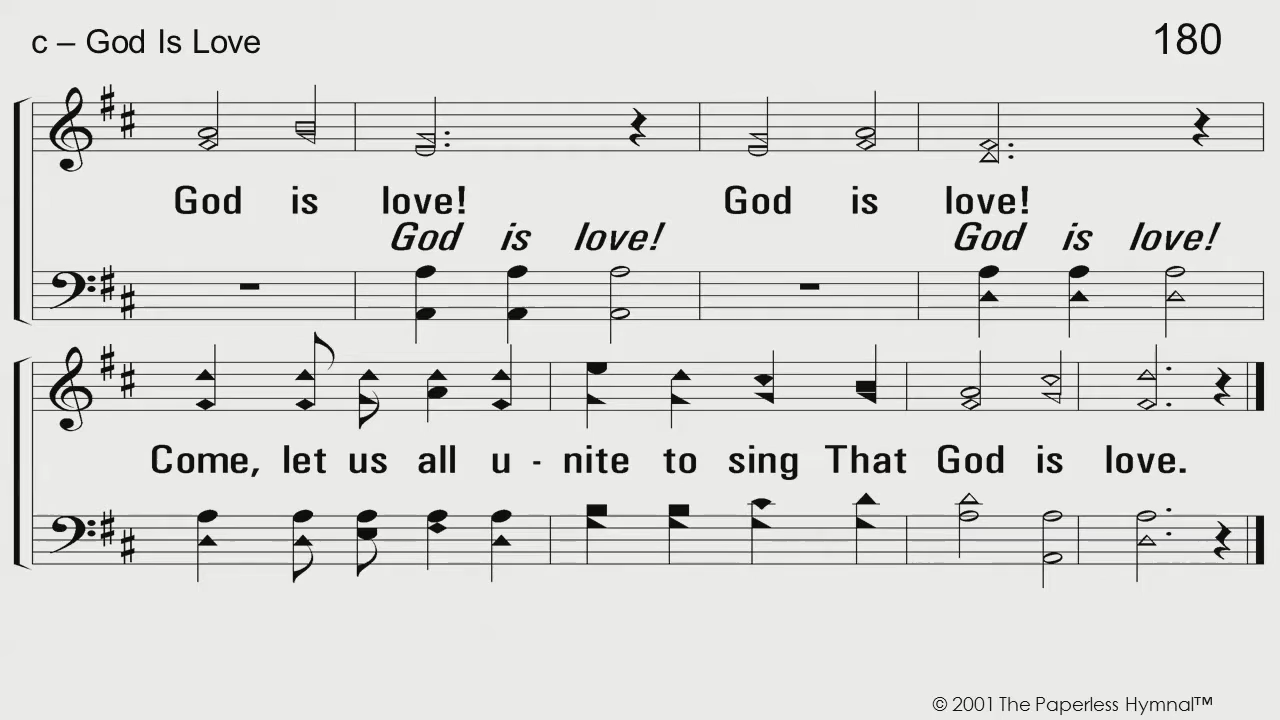 c – God Is Love
180
God is love! God is love!
God is love! God is love!
Come, let us all u - nite to sing That God is love.
© 2001 The Paperless Hymnal™